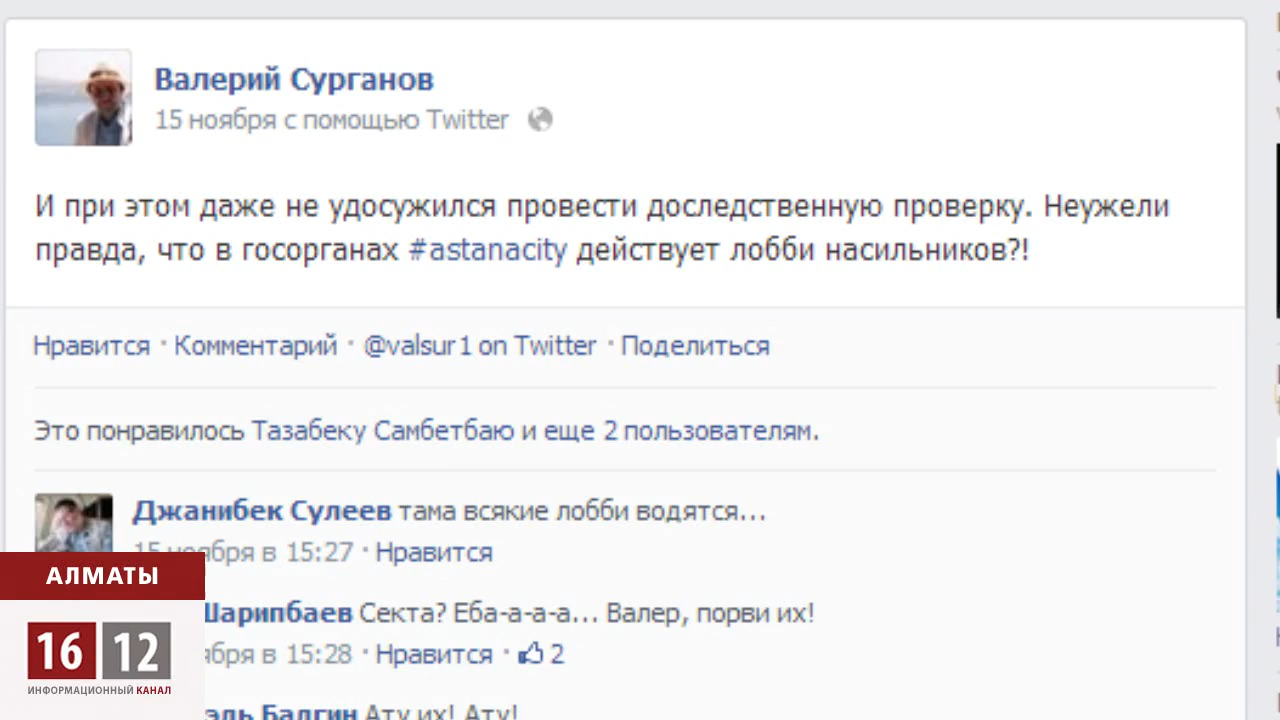 Валерий Сурганов
15 ноября с помощью Twitter
И при этом даже не удосужился провести доследственную проверку. Неужели
правда, что в госорганах #astanacity действует лобби насильников?!
Нравится · Комментарий · @valsur1 on Twitter · Поделиться
Это понравилось Тазабеку Самбетбаю и еще 2 пользователям.
Джанибек Сулеев тама всякие лобби водятся...
15 ноября в 15:27 · Нравится
Шарипбаев Секта? Еба-а-а-а... Валер, порви их!
ября в 15:28 · Нравится · 2
эль Балгин Ату их! Ату!
АЛМАТЫ
16 12
ИНФОРМАЦИОННЫЙ КАНАЛ